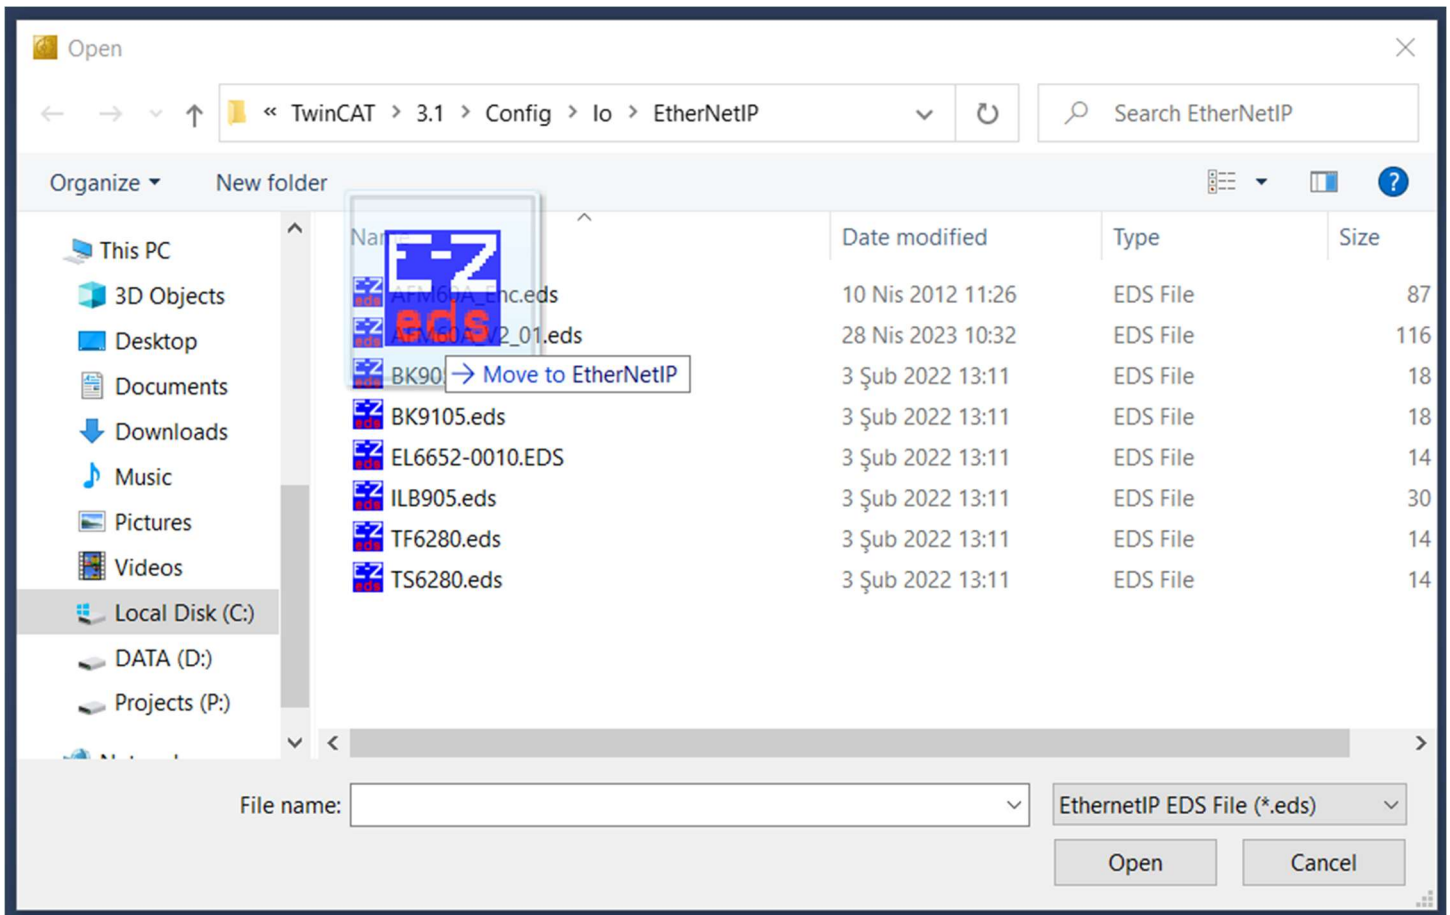 Open
« TwinCAT > 3.1 > Config > Io > EtherNetIP
Search EtherNetIP
Organize
New folder
Name
Date modified
Type
Size
This PC
3D Objects
Desktop
Documents
Downloads
Music
Pictures
Videos
Local Disk (C:)
DATA (D:)
Projects (P:)
E-Z
eds
AFM60A_Enc.eds 10 Nis 2012 11:26 EDS File 87
AFM60A_V2_01.eds 28 Nis 2023 10:32 EDS File 116
3 Şub 2022 13:11 EDS File 18
→ Move to EtherNetIP
BK9105.eds 3 Şub 2022 13:11 EDS File 18
EL6652-0010.EDS 3 Şub 2022 13:11 EDS File 14
ILB905.eds 3 Şub 2022 13:11 EDS File 30
TF6280.eds 3 Şub 2022 13:11 EDS File 14
TS6280.eds 3 Şub 2022 13:11 EDS File 14
File name:
EthernetIP EDS File (*.eds)
Open
Cancel